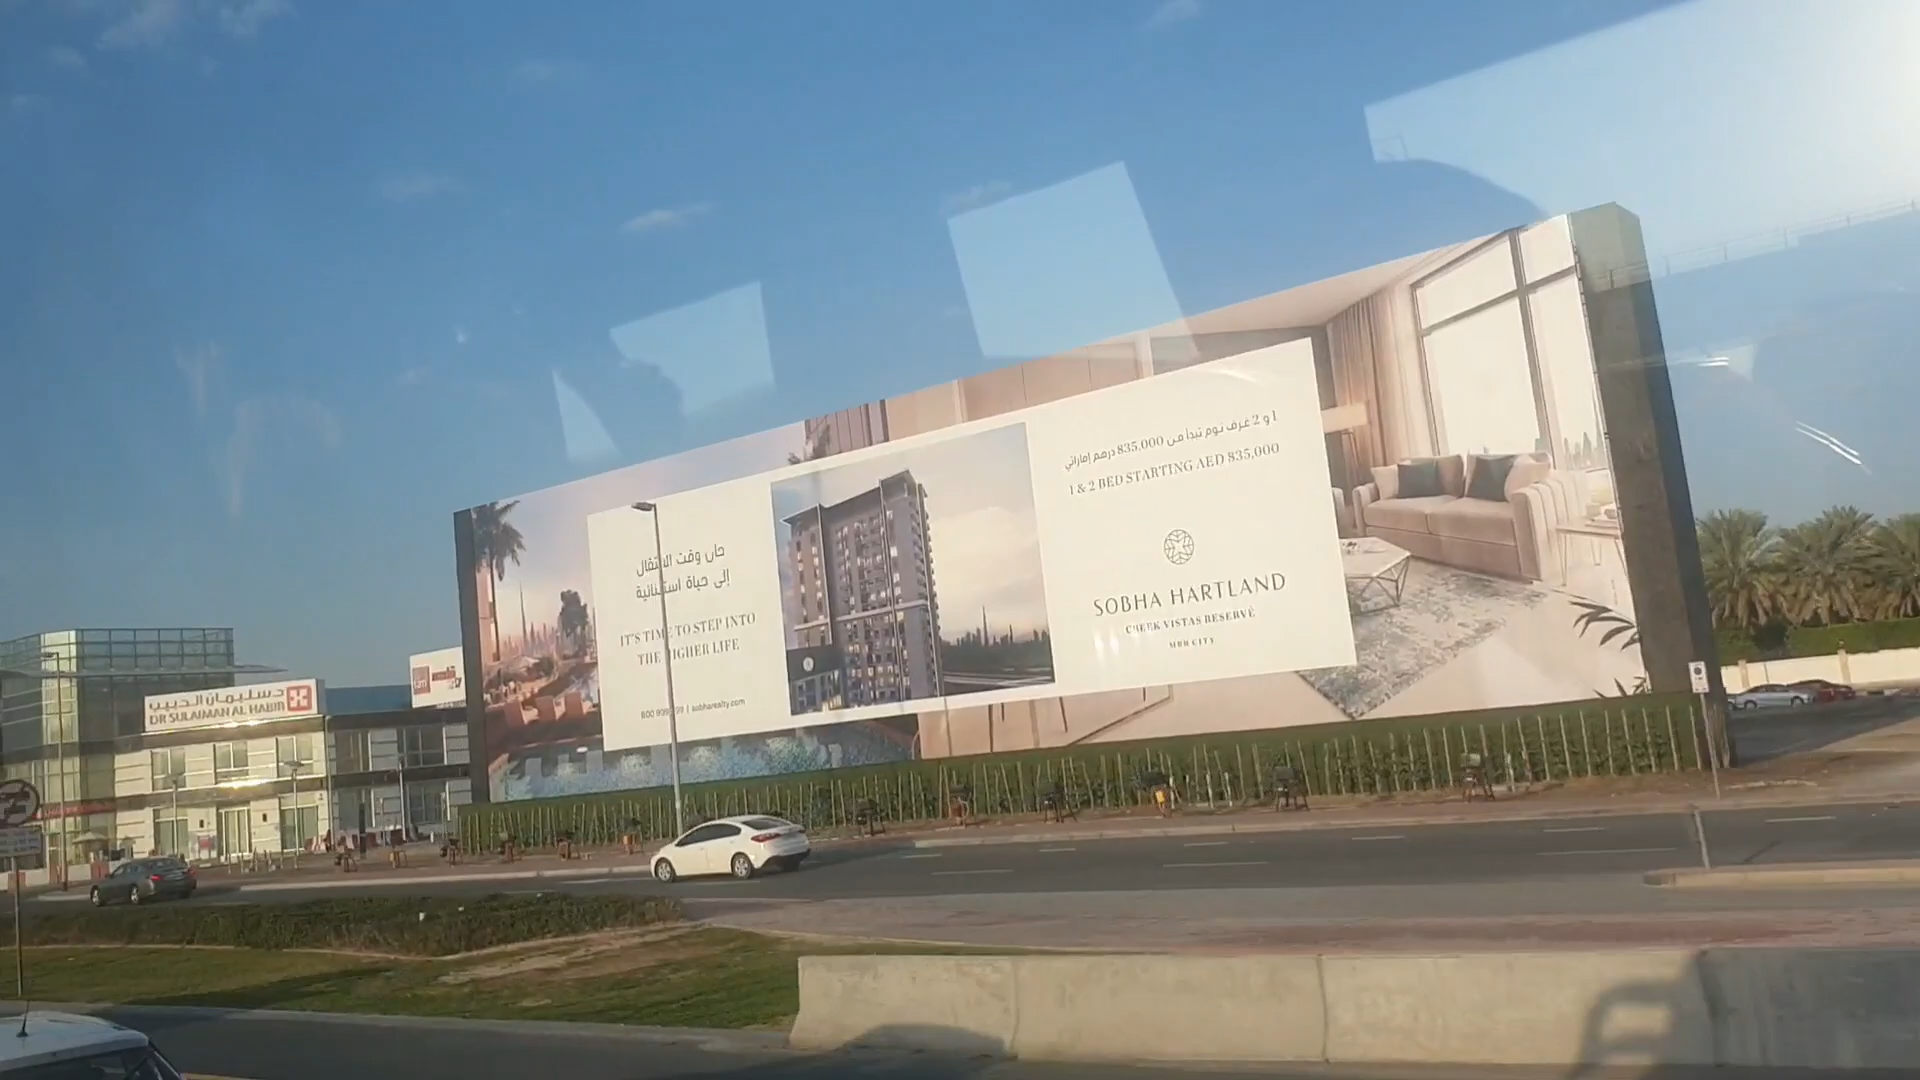 دسليمان الحبيب
DR SULAIMAN AL HABIB
حان وقت الانتقال
إلى حياة استثنائية
IT'S TIME TO STEP INTO
THE HIGHER LIFE
sobharealty.com
1 و 2 غرف نوم تبدأ من 835,000 درهم إماراتي
1 & 2 BED STARTING AED 835,000
SOBHA HARTLAND
CREEK VISTAS RESERVÉ
MBR CITY